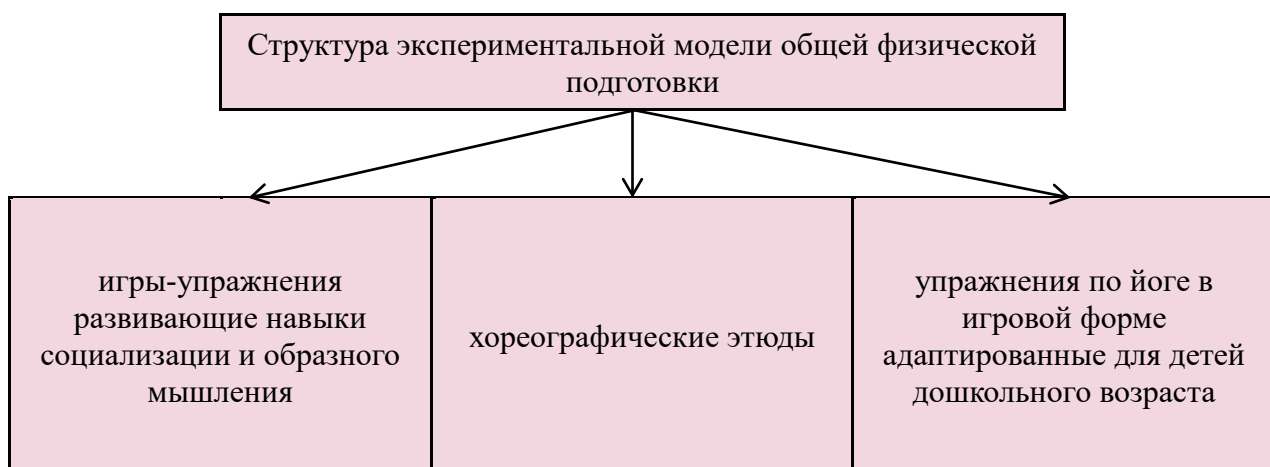 Структура экспериментальной модели общей физической
подготовки
игры-упражнения
развивающие навыки
социализации и образного
мышления
хореографические этюды
упражнения по йоге в
игровой форме
адаптированные для детей
дошкольного возраста